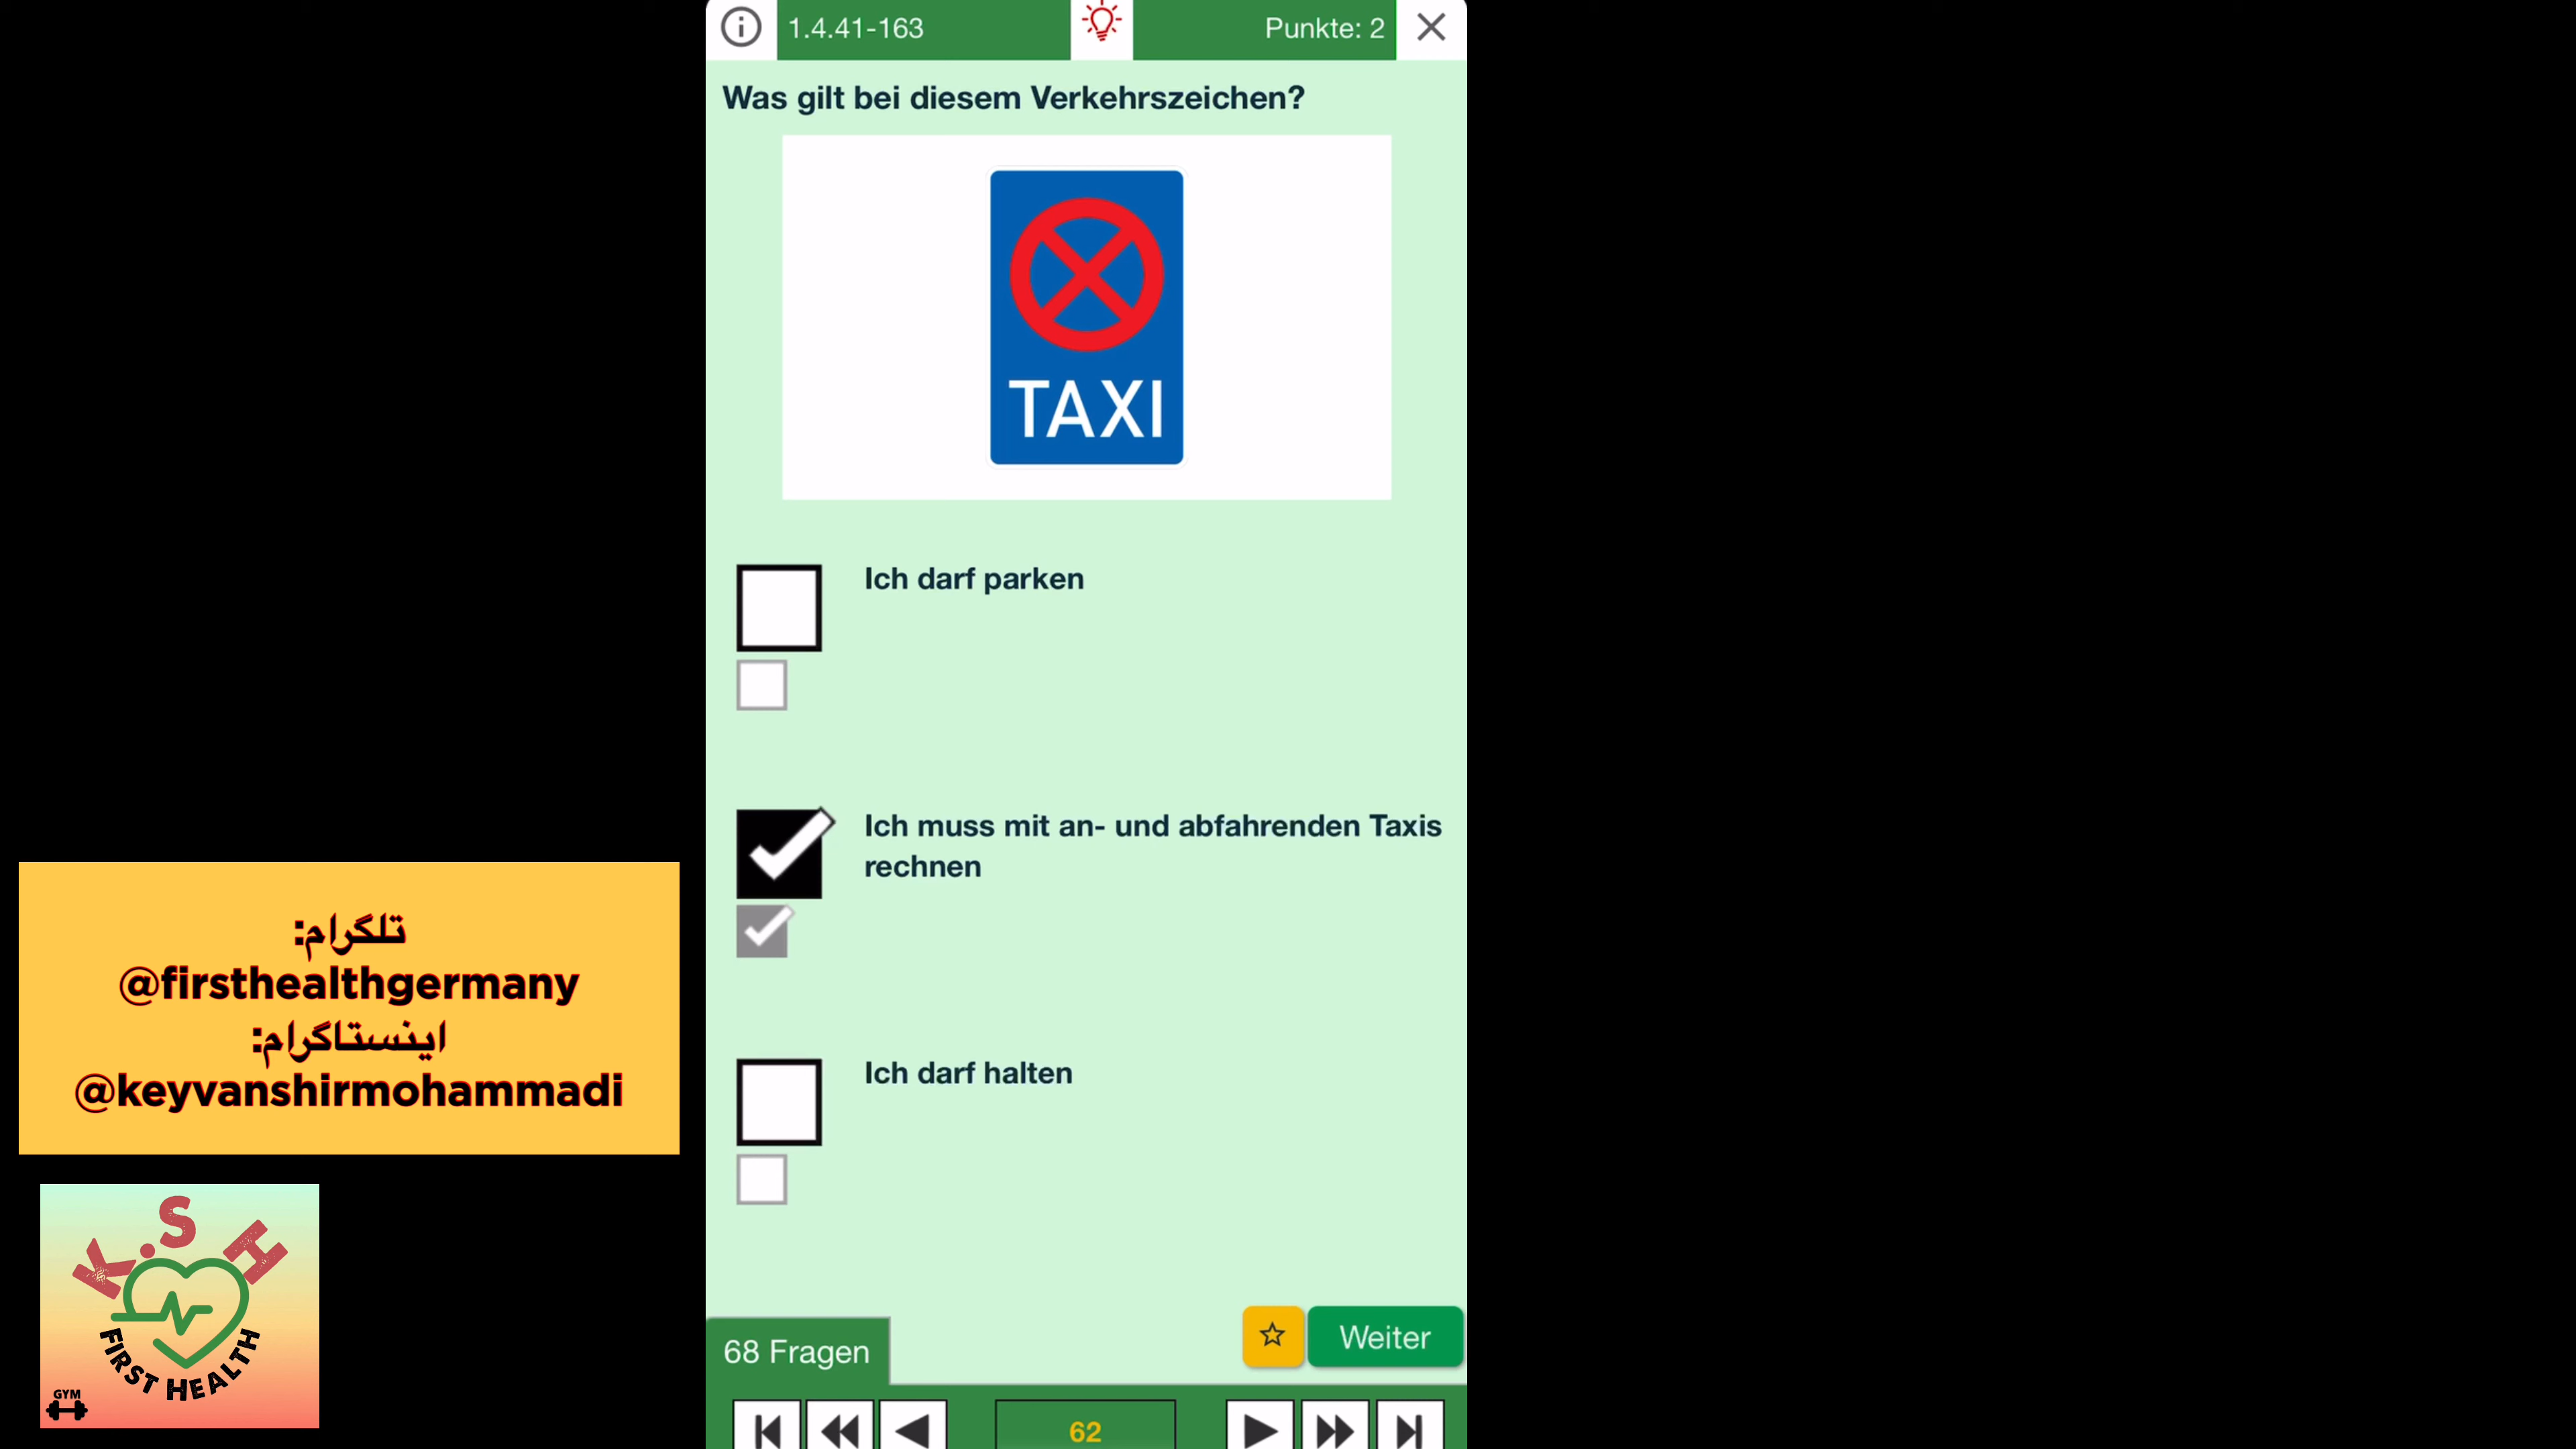 1.4.41-163
Punkte: 2
Was gilt bei diesem Verkehrszeichen?
TAXI
Ich darf parken
Ich muss mit an- und abfahrenden Taxis
rechnen
Ich darf halten
68 Fragen
Weiter
62
تلگرام:
@firsthealthgermany
اینستاگرام:
@keyvanshirmohammadi
K.SH
FIRST HEALTH
GYM